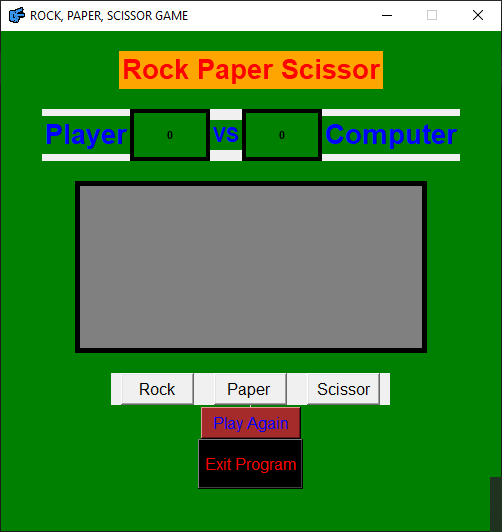 ROCK, PAPER, SCISSOR GAME
Rock Paper Scissor
Player 0 VS 0 Computer
Rock Paper Scissor
Play Again
Exit Program